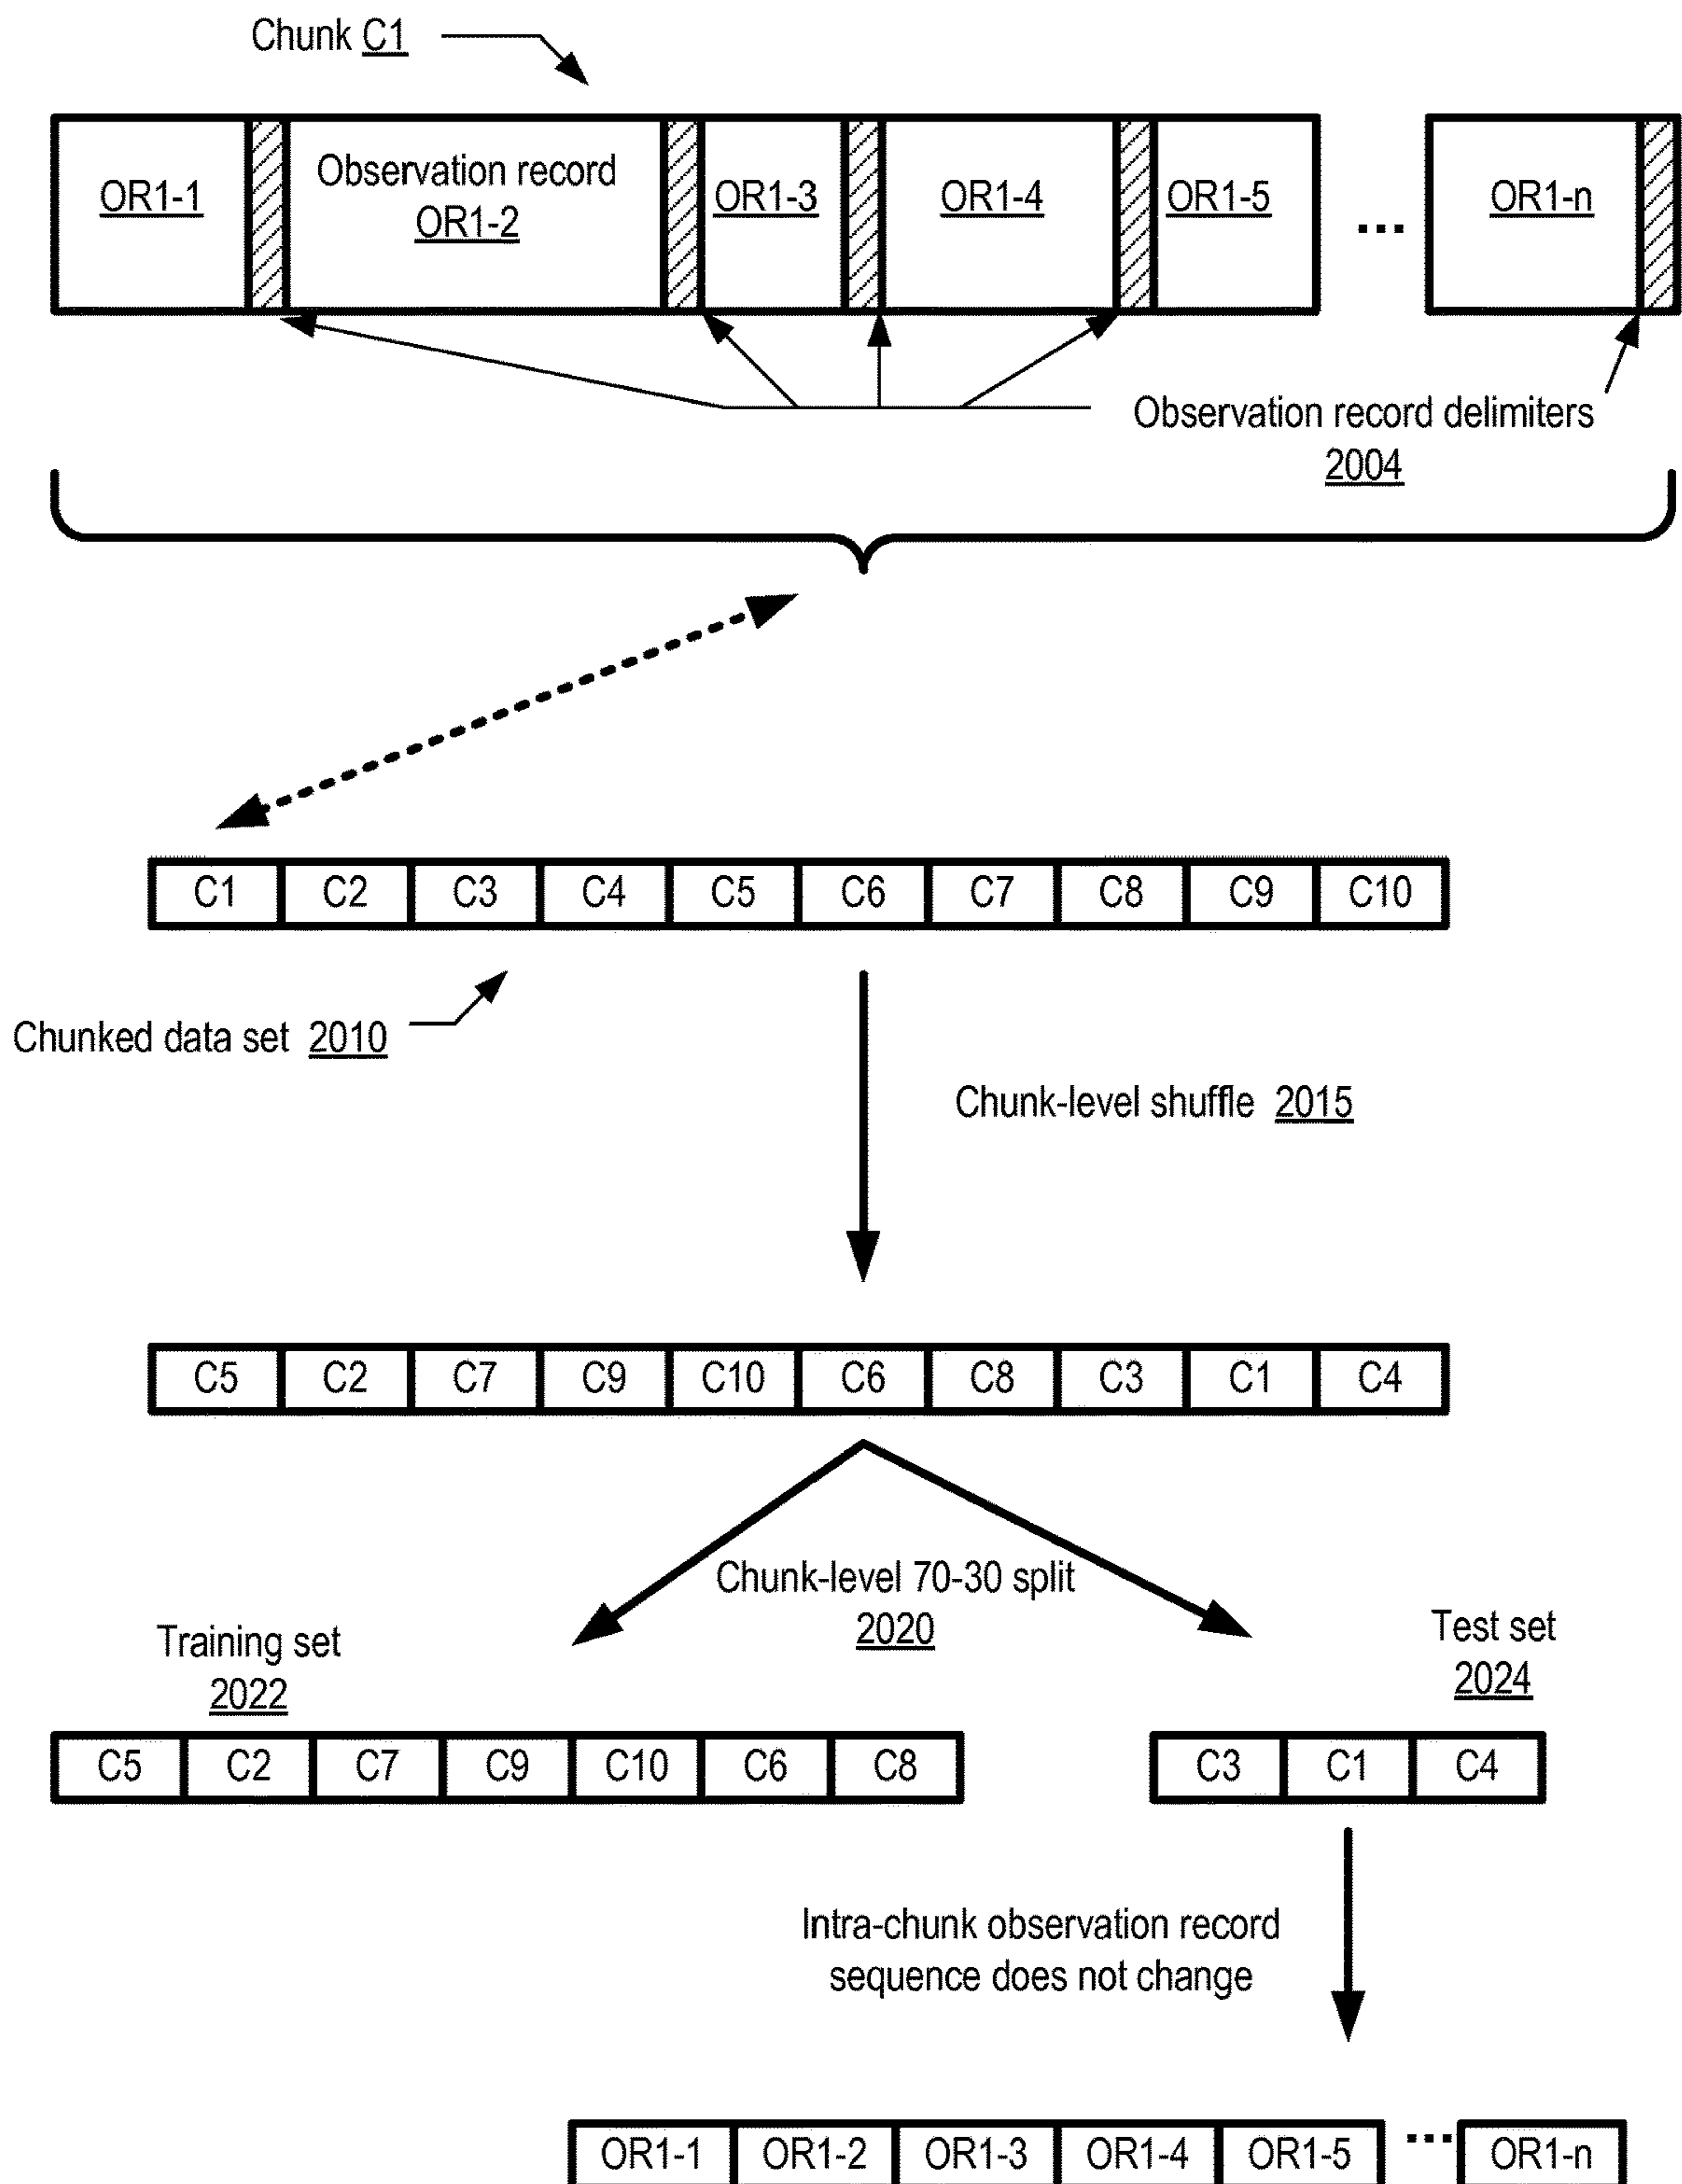 Chunk C1
OR1-1
Observation record
OR1-2
OR1-3
OR1-4
OR1-5
...
OR1-n
Observation record delimiters
2004
C1 C2 C3 C4 C5 C6 C7 C8 C9 C10
Chunked data set 2010
Chunk-level shuffle 2015
C5 C2 C7 C9 C10 C6 C8 C3 C1 C4
Chunk-level 70-30 split
2020
Training set
2022
Test set
2024
C5 C2 C7 C9 C10 C6 C8
C3 C1 C4
Intra-chunk observation record
sequence does not change
OR1-1 OR1-2 OR1-3 OR1-4 OR1-5 ... OR1-n